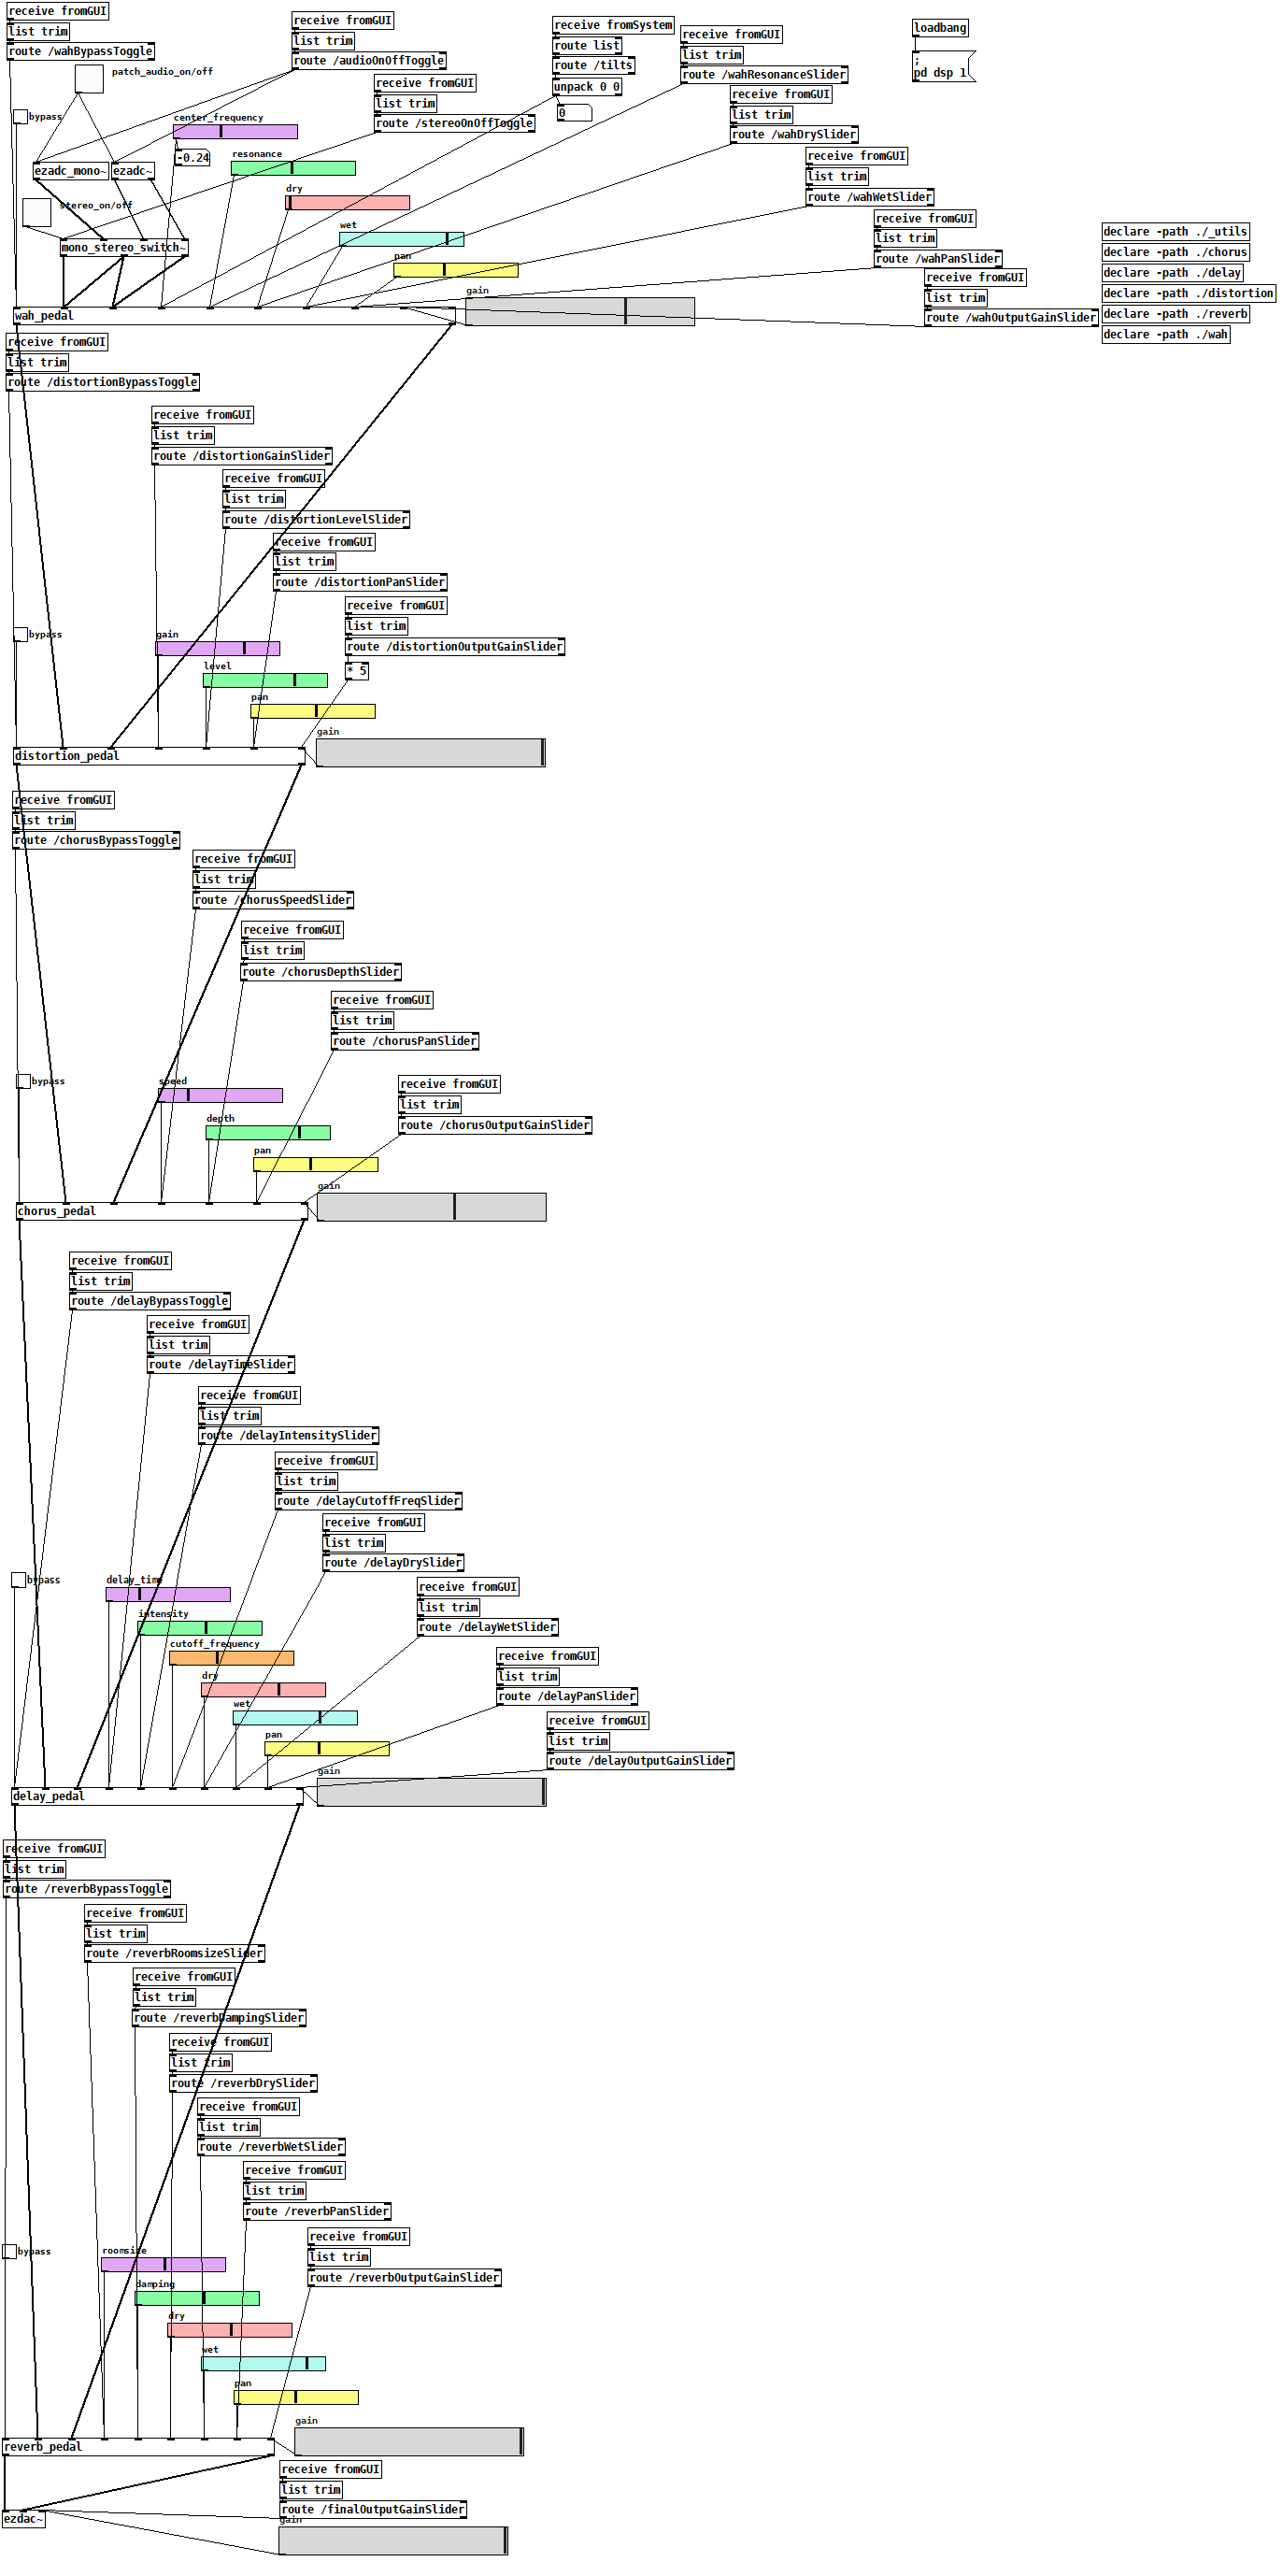 receive fromGUI
list trim
route /wahBypassToggle
patch_audio_on/off
bypass
receive fromGUI
list trim
route /audioOnOffToggle
receive fromGUI
list trim
route /stereoOnOffToggle
receive fromSystem
route list
route /tilts
unpack 0 0
0
receive fromGUI
list trim
route /wahResonanceSlider
receive fromGUI
list trim
route /wahDrySlider
receive fromGUI
list trim
route /wahWetSlider
receive fromGUI
list trim
route /wahPanSlider
receive fromGUI
list trim
route /wahOutputGainSlider
loadbang
;
pd dsp 1
declare -path ./_utils
declare -path ./chorus
declare -path ./delay
declare -path ./distortion
declare -path ./reverb
declare -path ./wah
center_frequency
-0.24
resonance
dry
wet
pan
gain
ezadc_mono~
ezadc~
stereo_on/off
mono_stereo_switch~
wah_pedal
receive fromGUI
list trim
route /distortionBypassToggle
receive fromGUI
list trim
route /distortionGainSlider
receive fromGUI
list trim
route /distortionLevelSlider
receive fromGUI
list trim
route /distortionPanSlider
receive fromGUI
list trim
route /distortionOutputGainSlider
* 5
bypass
gain
level
pan
gain
distortion_pedal
receive fromGUI
list trim
route /chorusBypassToggle
receive fromGUI
list trim
route /chorusSpeedSlider
receive fromGUI
list trim
route /chorusDepthSlider
receive fromGUI
list trim
route /chorusPanSlider
receive fromGUI
list trim
route /chorusOutputGainSlider
bypass
speed
depth
pan
gain
chorus_pedal
receive fromGUI
list trim
route /delayBypassToggle
receive fromGUI
list trim
route /delayTimeSlider
receive fromGUI
list trim
route /delayIntensitySlider
receive fromGUI
list trim
route /delayCutoffFreqSlider
receive fromGUI
list trim
route /delayDrySlider
receive fromGUI
list trim
route /delayWetSlider
receive fromGUI
list trim
route /delayPanSlider
receive fromGUI
list trim
route /delayOutputGainSlider
bypass
delay_time
intensity
cutoff_frequency
dry
wet
pan
gain
delay_pedal
receive fromGUI
list trim
route /reverbBypassToggle
receive fromGUI
list trim
route /reverbRoomsizeSlider
receive fromGUI
list trim
route /reverbDampingSlider
receive fromGUI
list trim
route /reverbDrySlider
receive fromGUI
list trim
route /reverbWetSlider
receive fromGUI
list trim
route /reverbPanSlider
receive fromGUI
list trim
route /reverbOutputGainSlider
bypass
roomsize
damping
dry
wet
pan
gain
reverb_pedal
receive fromGUI
list trim
route /finalOutputGainSlider
gain
ezdac~